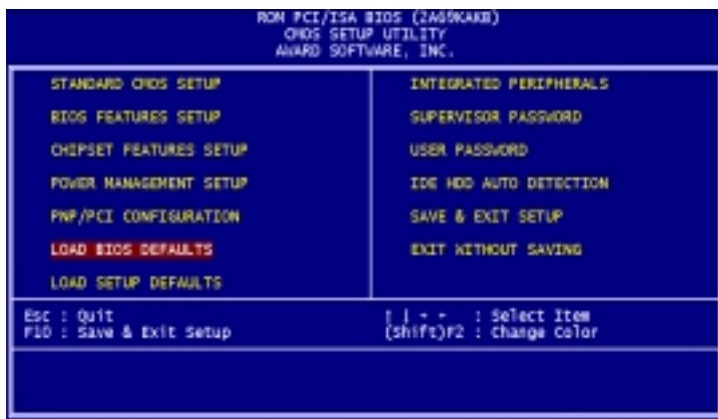 ROM PCI/ISA BIOS (2A69KAKB)
CMOS SETUP UTILITY
AWARD SOFTWARE, INC.
STANDARD CMOS SETUP
BIOS FEATURES SETUP
CHIPSET FEATURES SETUP
POWER MANAGEMENT SETUP
PNP/PCI CONFIGURATION
LOAD BIOS DEFAULTS
LOAD SETUP DEFAULTS
INTEGRATED PERIPHERALS
SUPERVISOR PASSWORD
USER PASSWORD
IDE HDD AUTO DETECTION
SAVE & EXIT SETUP
EXIT WITHOUT SAVING
Esc : Quit
F10 : Save & Exit Setup
: Select Item
(Shift)F2 : Change Color